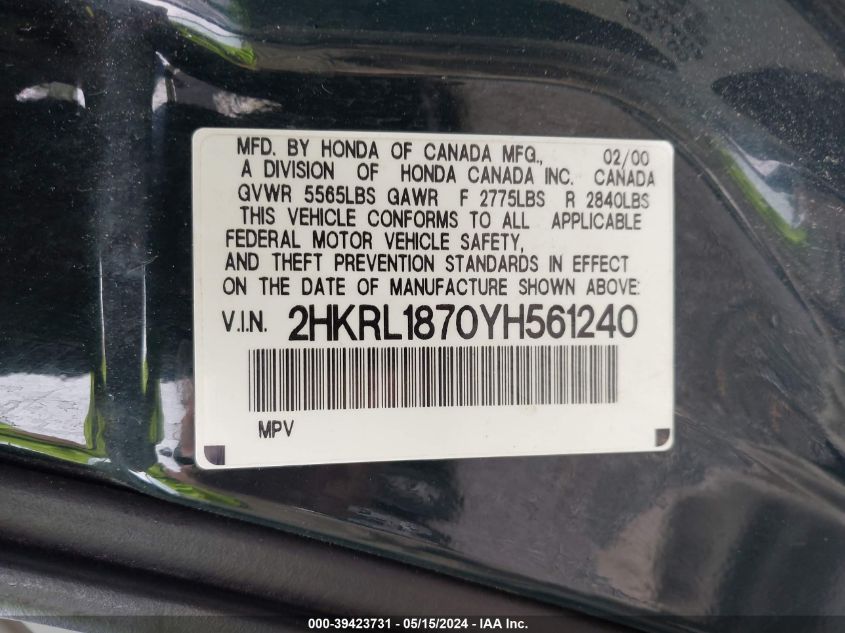 MFD. BY HONDA OF CANADA MFG., 02/00
A DIVISION OF HONDA CANADA INC. CANADA
GVWR 5565LBS GAWR F 2775LBS R 2840LBS
THIS VEHICLE CONFORMS TO ALL APPLICABLE
FEDERAL MOTOR VEHICLE SAFETY,
AND THEFT PREVENTION STANDARDS IN EFFECT
ON THE DATE OF MANUFACTURE SHOWN ABOVE:
V.I.N. 2HKRL1870YH561240
MPV
000-39423731 - 05/15/2024 - IAA Inc.